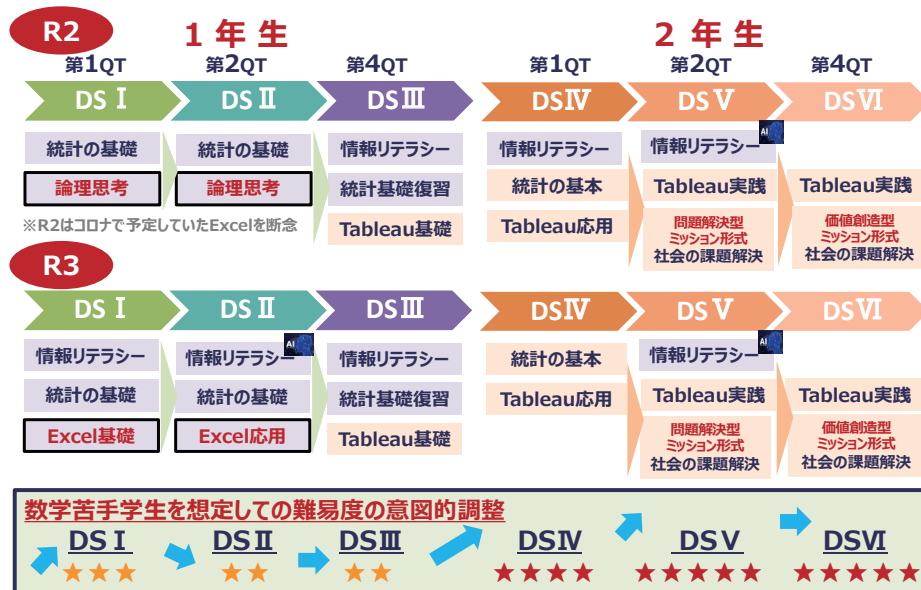 R2
1年生
2年生
第1QT
第2QT
第4QT
第1QT
第2QT
第4QT
DSⅠ
DSⅡ
DSⅢ
DSⅣ
DSⅤ
DSⅥ
統計の基礎
論理思考
統計の基礎
論理思考
情報リテラシー
統計基礎復習
Tableau基礎
情報リテラシー
統計の基本
Tableau応用
情報リテラシー
AI
Tableau実践
問題解決型
ミッション形式
社会の課題解決
Tableau実践
価値創造型
ミッション形式
社会の課題解決
※R2はコロナで予定していたExcelを断念
R3
DSⅠ
DSⅡ
DSⅢ
DSⅣ
DSⅤ
DSⅥ
情報リテラシー
統計の基礎
Excel基礎
情報リテラシー
AI
統計の基礎
Excel応用
情報リテラシー
統計基礎復習
Tableau基礎
統計の基本
Tableau応用
情報リテラシー
AI
Tableau実践
問題解決型
ミッション形式
社会の課題解決
Tableau実践
価値創造型
ミッション形式
社会の課題解決
数学苦手学生を想定しての難易度の意図的調整
DSⅠ
★★★
DSⅡ
★★
DSⅢ
★★
DSⅣ
★★★★
DSⅤ
★★★★★
DSⅥ
★★★★★